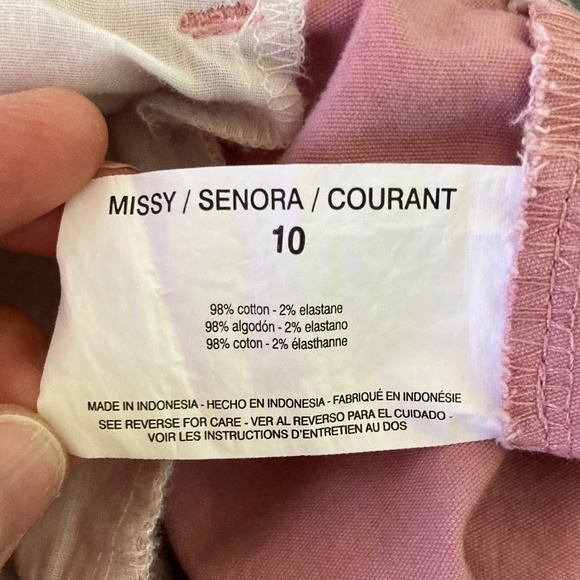 MISSY / SENORA / COURANT
10
98% cotton - 2% elastane
98% algodón - 2% elastano
98% coton - 2% élasthanne
MADE IN INDONESIA - HECHO EN INDONESIA - FABRIQUÉ EN INDONÉSIE
SEE REVERSE FOR CARE - VER AL REVERSO PARA EL CUIDADO -
VOIR LES INSTRUCTIONS D'ENTRETIEN AU DOS